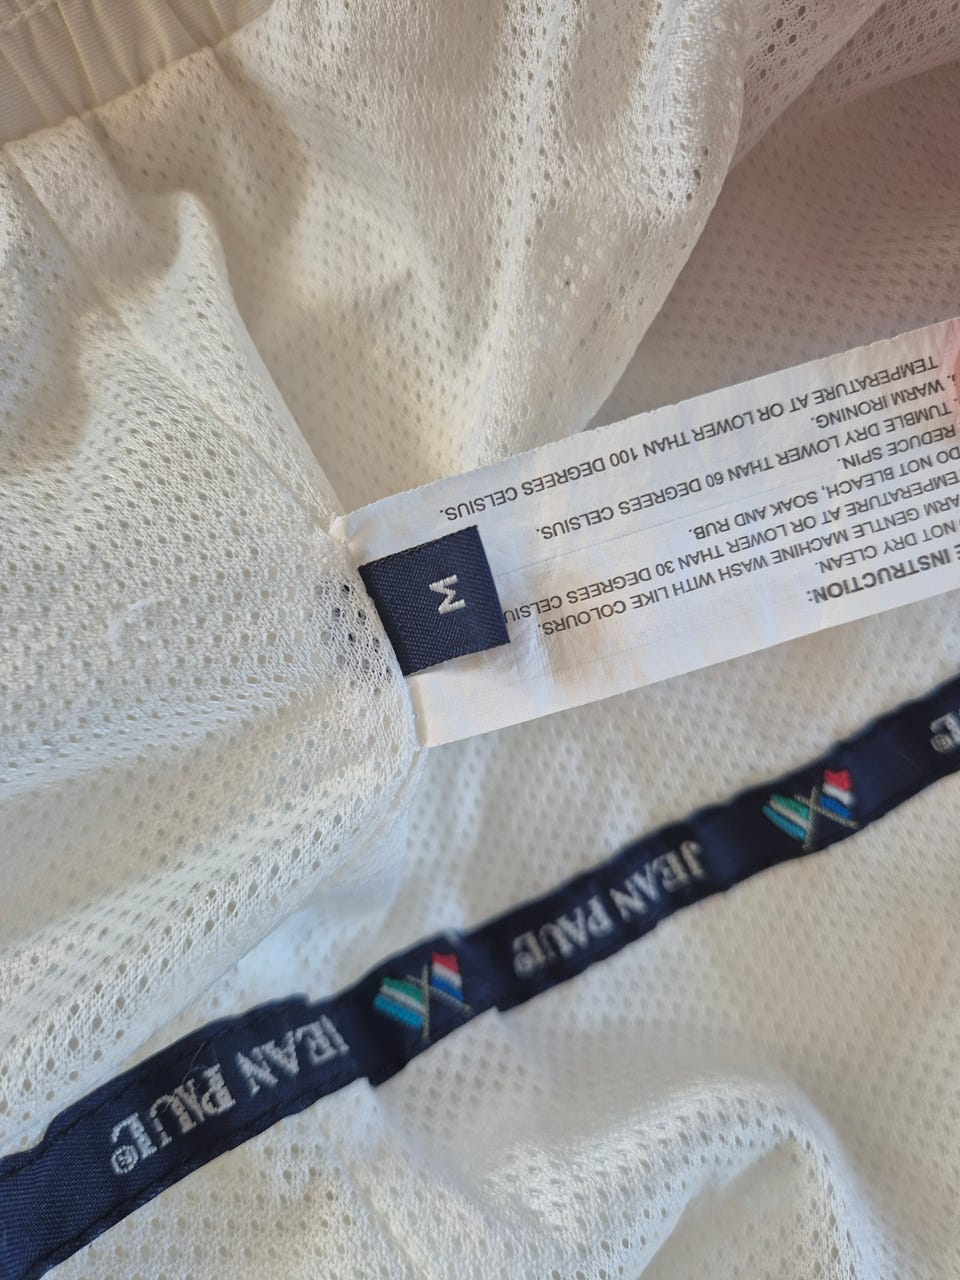 E INSTRUCTION:
NOT DRY CLEAN.
ARM GENTLE MACHINE WASH WITH LIKE COLOURS.
TEMPERATURE AT OR LOWER THAN 30 DEGREES CELSIUS
DO NOT BLEACH, SOAK AND RUB.
REDUCE SPIN.
TUMBLE DRY LOWER THAN 60 DEGREES CELSIUS.
WARM IRONING.
TEMPERATURE AT OR LOWER THAN 100 DEGREES CELSIUS.
M
JEAN PAUL®
JEAN PAUL®
L®